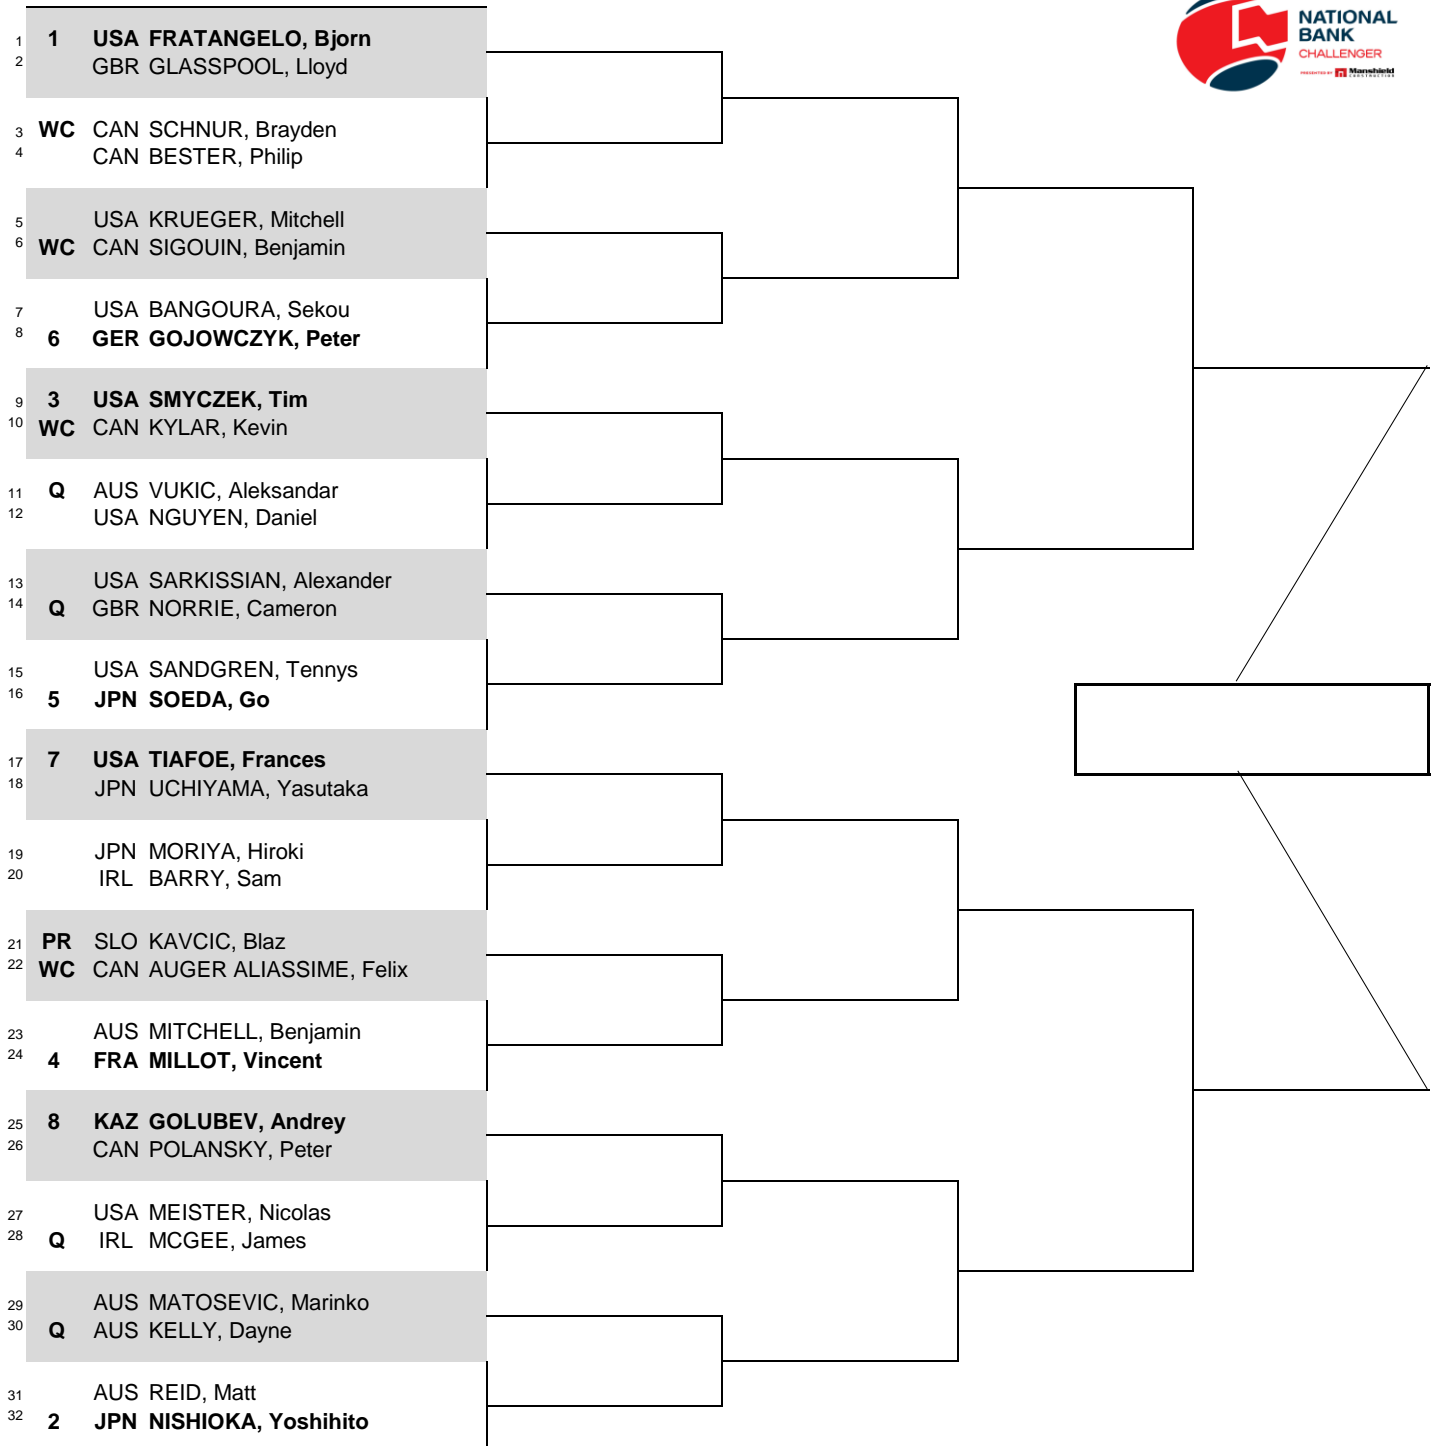 NATIONAL
BANK
CHALLENGER
PRESENTED BY Manshield
CONSTRUCTION
1 1 USA FRATANGELO, Bjorn
2 GBR GLASSPOOL, Lloyd
3 WC CAN SCHNUR, Brayden
4 CAN BESTER, Philip
5 USA KRUEGER, Mitchell
6 WC CAN SIGOUIN, Benjamin
7 USA BANGOURA, Sekou
8 6 GER GOJOWCZYK, Peter
9 3 USA SMYCZEK, Tim
10 WC CAN KYLAR, Kevin
11 Q AUS VUKIC, Aleksandar
12 USA NGUYEN, Daniel
13 USA SARKISSIAN, Alexander
14 Q GBR NORRIE, Cameron
15 USA SANDGREN, Tennys
16 5 JPN SOEDA, Go
17 7 USA TIAFOE, Frances
18 JPN UCHIYAMA, Yasutaka
19 JPN MORIYA, Hiroki
20 IRL BARRY, Sam
21 PR SLO KAVCIC, Blaz
22 WC CAN AUGER ALIASSIME, Felix
23 AUS MITCHELL, Benjamin
24 4 FRA MILLOT, Vincent
25 8 KAZ GOLUBEV, Andrey
26 CAN POLANSKY, Peter
27 USA MEISTER, Nicolas
28 Q IRL MCGEE, James
29 AUS MATOSEVIC, Marinko
30 Q AUS KELLY, Dayne
31 AUS REID, Matt
32 2 JPN NISHIOKA, Yoshihito